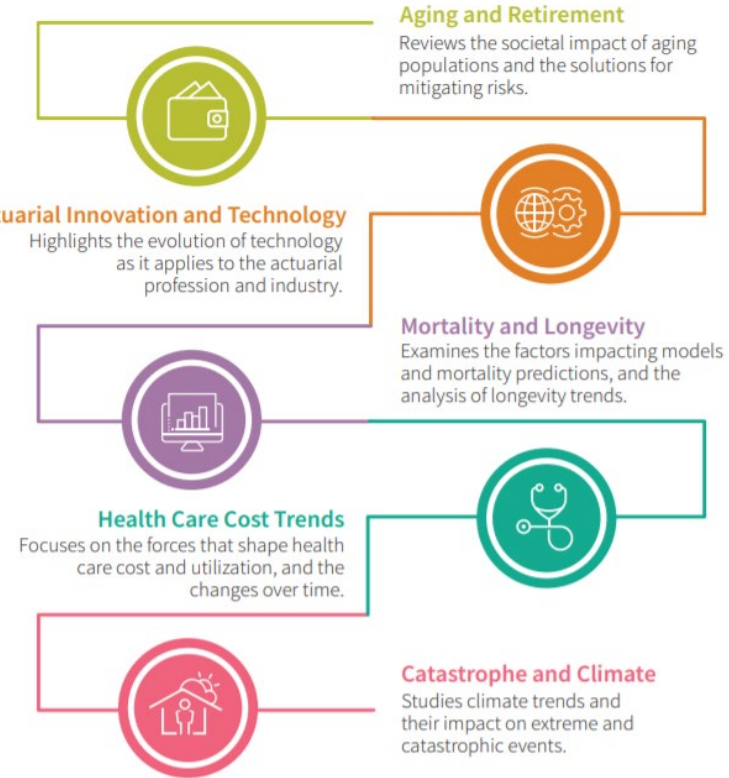 Aging and Retirement
Reviews the societal impact of aging
populations and the solutions for
mitigating risks.
tuarial Innovation and Technology
Highlights the evolution of technology
as it applies to the actuarial
profession and industry.
Mortality and Longevity
Examines the factors impacting models
and mortality predictions, and the
analysis of longevity trends.
Health Care Cost Trends
Focuses on the forces that shape health
care cost and utilization, and the
changes over time.
Catastrophe and Climate
Studies climate trends and
their impact on extreme and
catastrophic events.